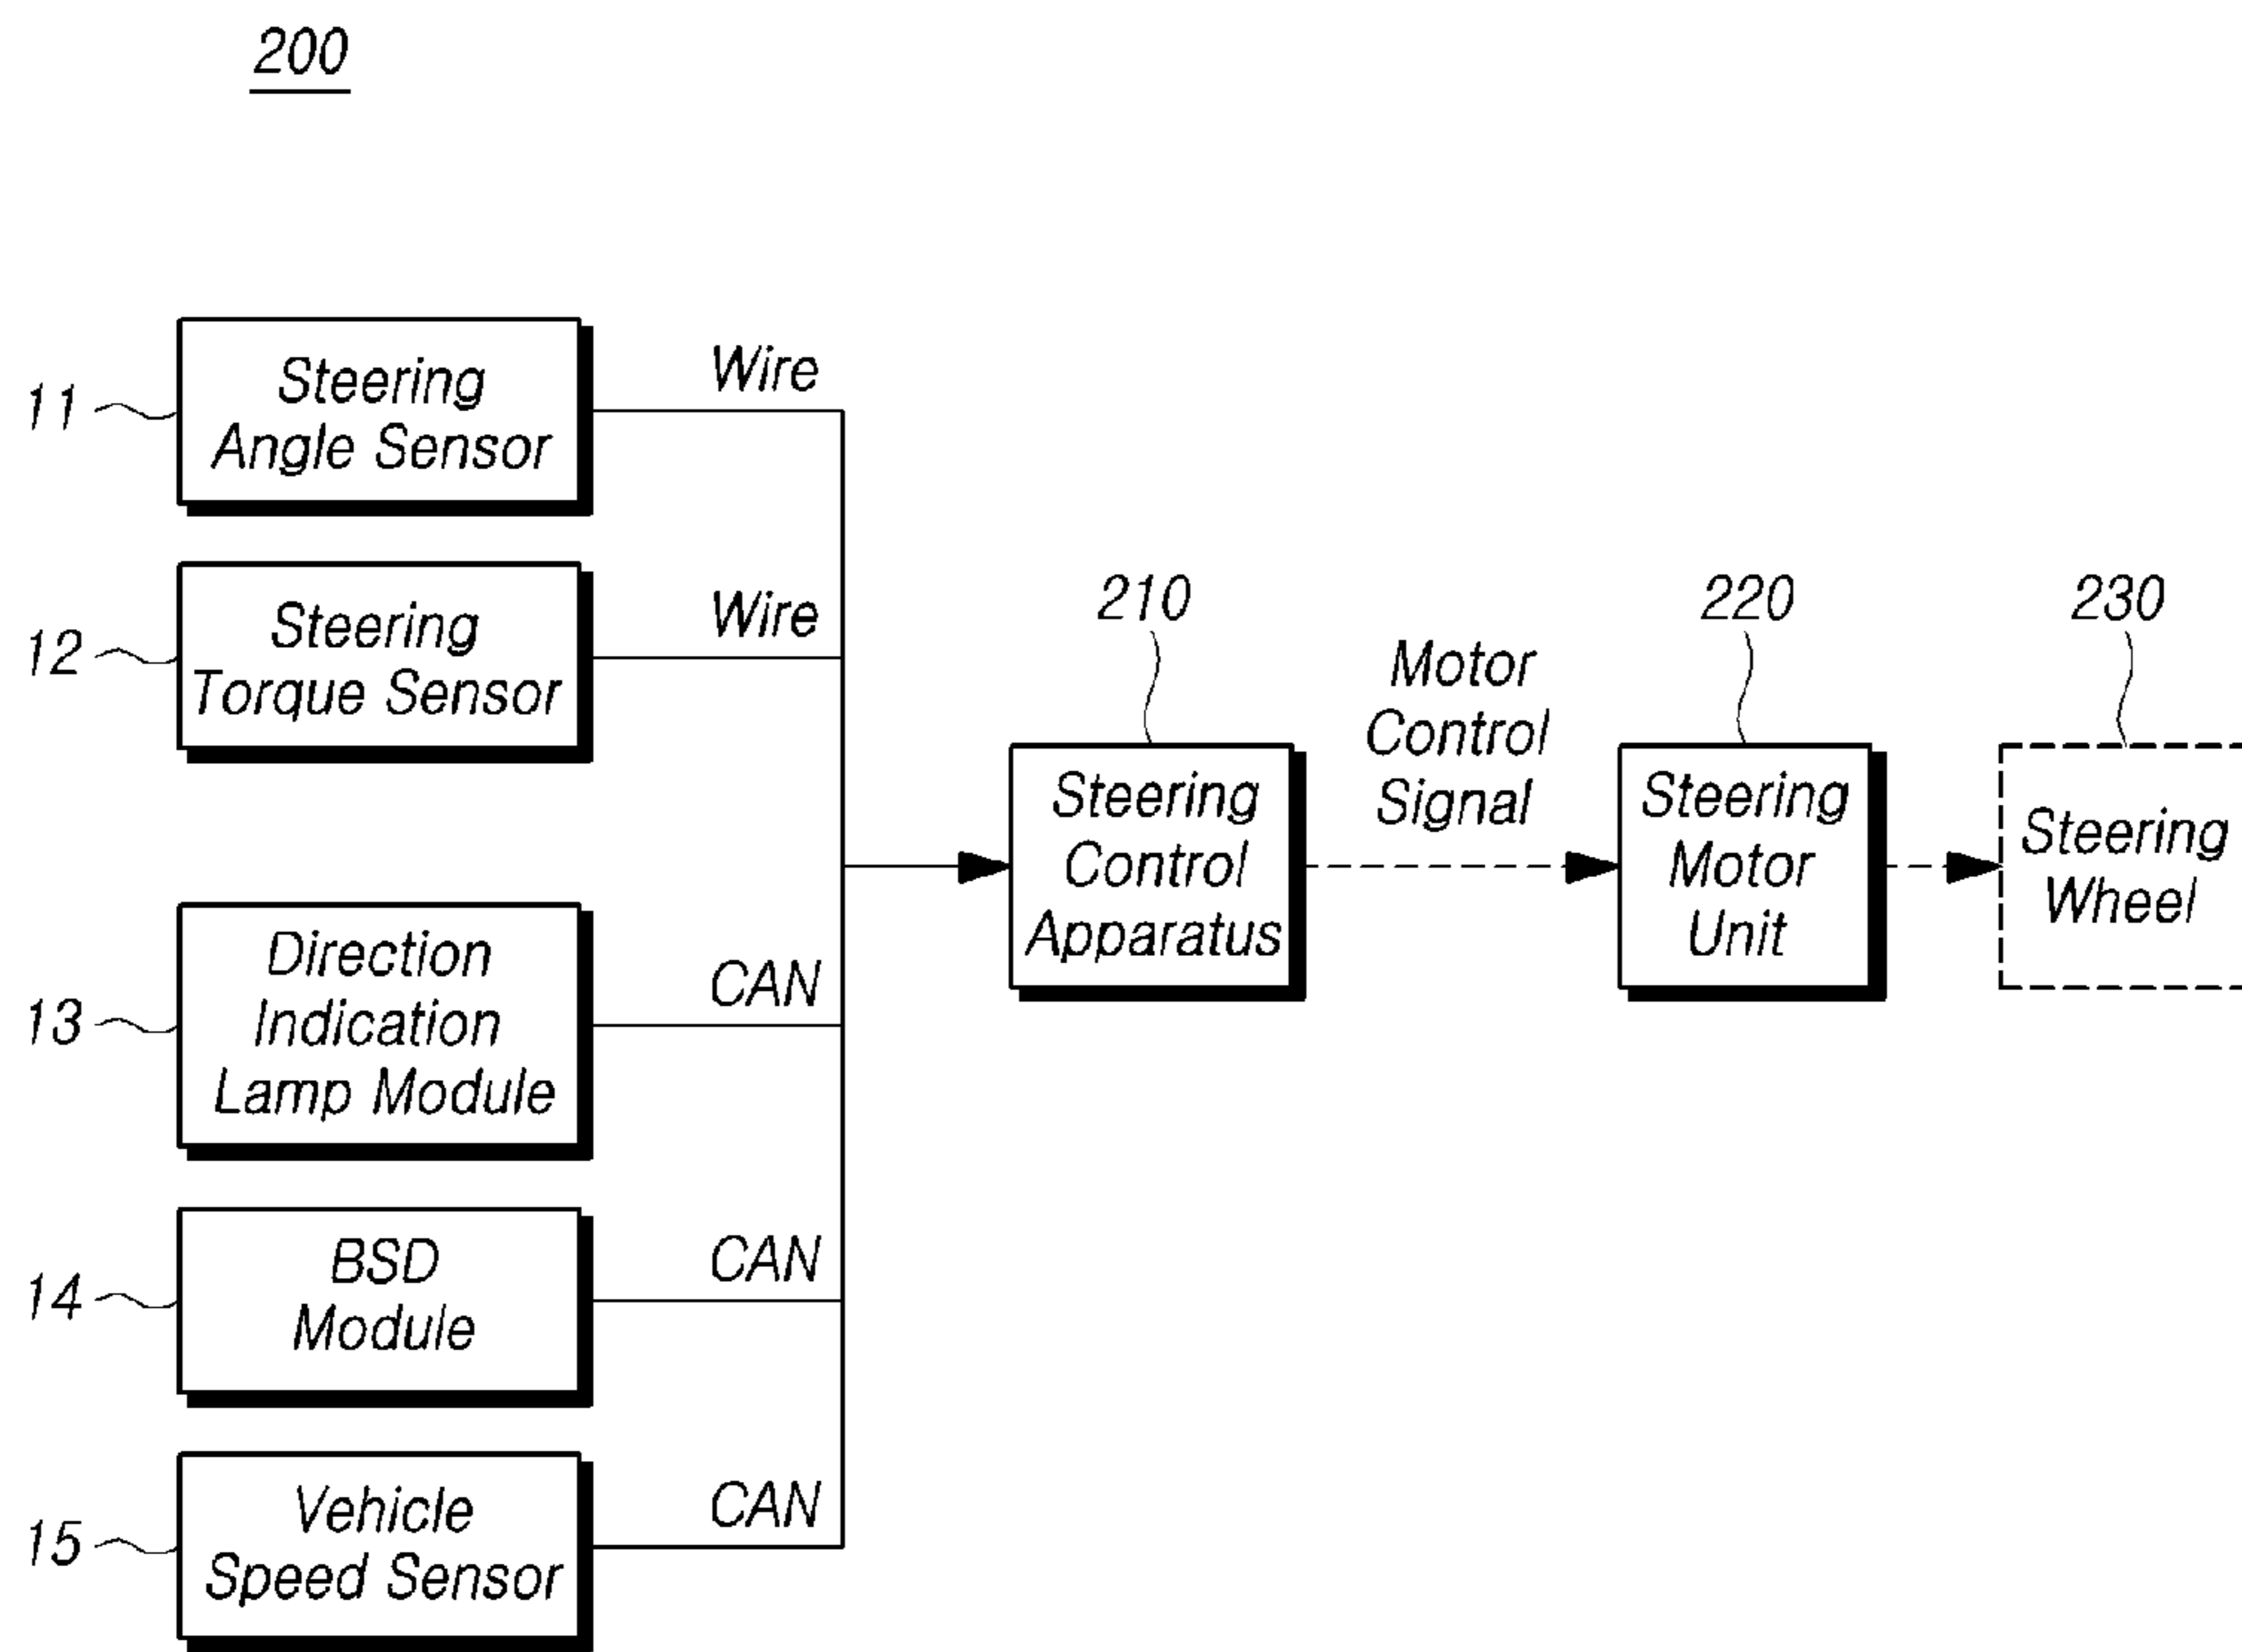 200
11
Steering
Angle Sensor
Wire
12
Steering
Torque Sensor
Wire
13
Direction
Indication
Lamp Module
CAN
14
BSD
Module
CAN
15
Vehicle
Speed Sensor
CAN
210
Steering
Control
Apparatus
Motor
Control
Signal
220
Steering
Motor
Unit
230
Steering
Wheel